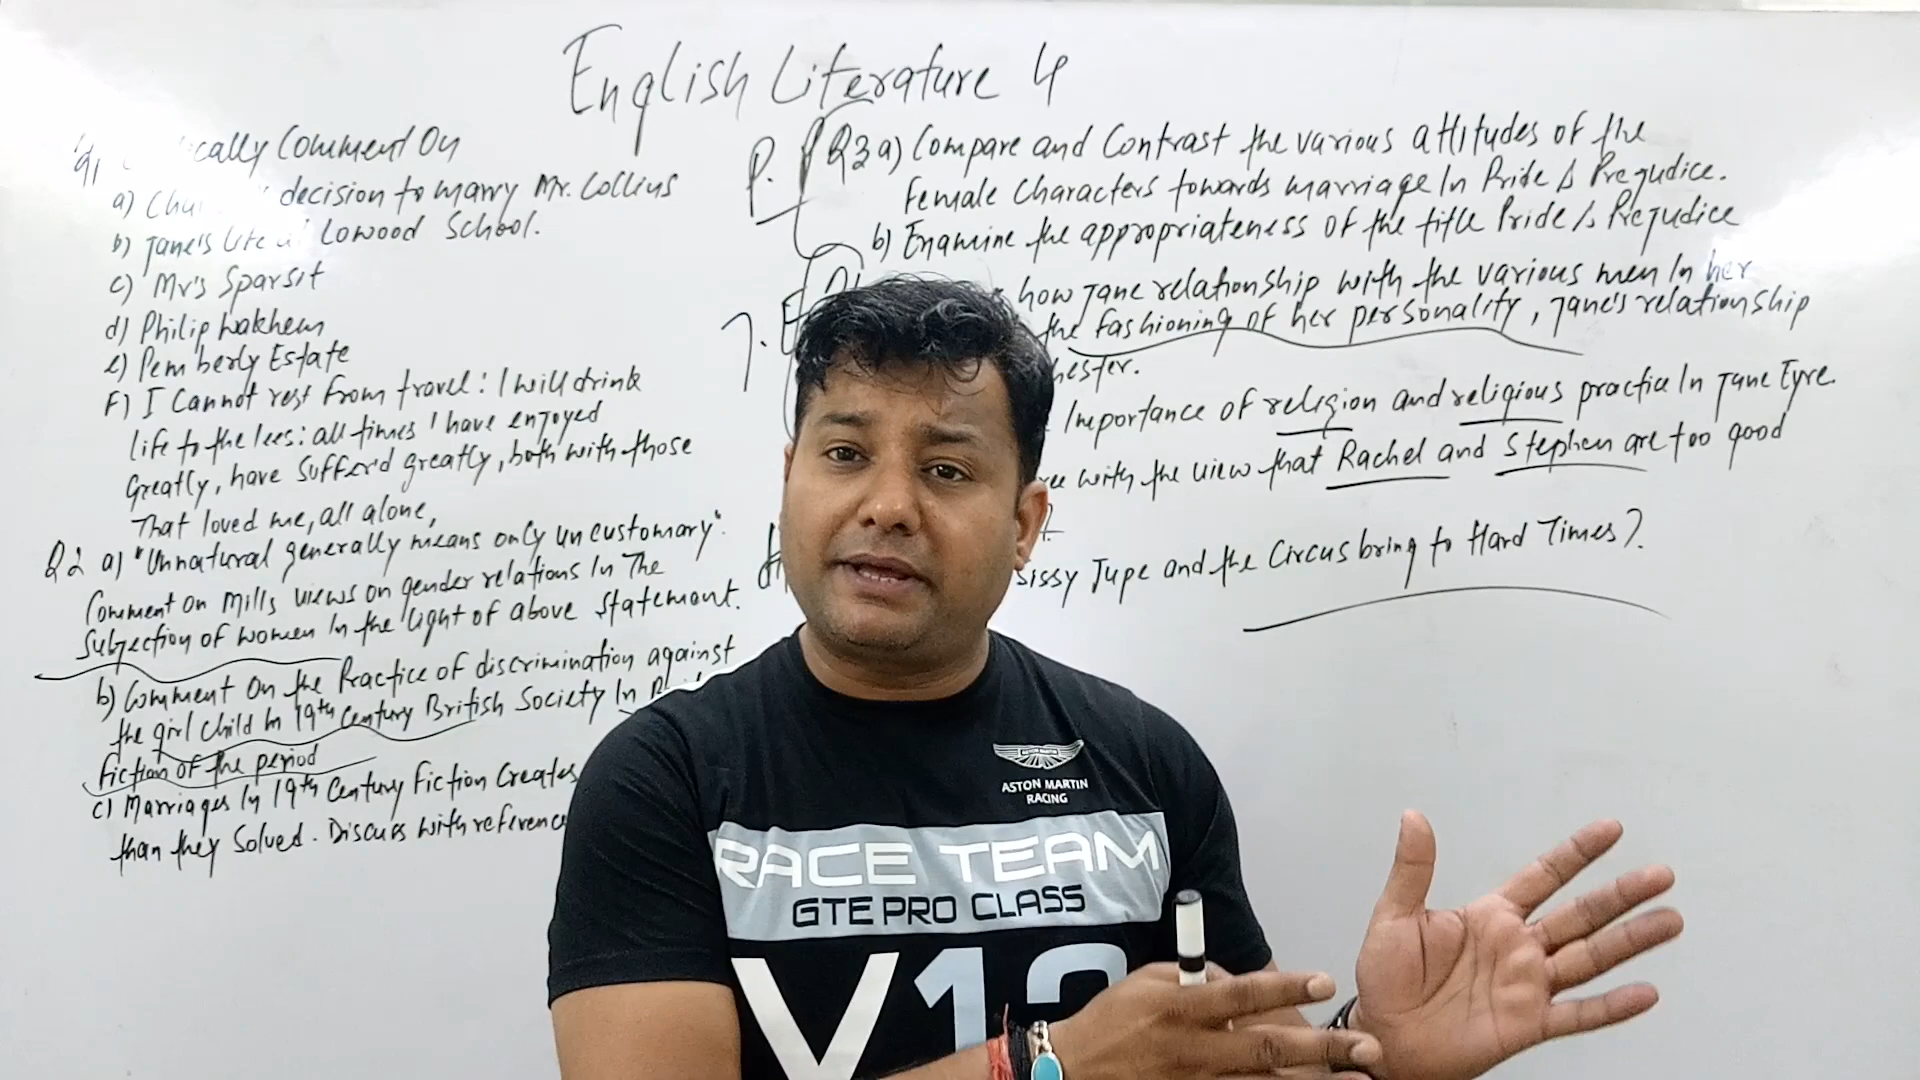 English Literature 4
Q1 Comment On
a) decision to marry Mr. Collins
b) Jane's Life Lowood School.
c) Mr's Sparsit
d) Philip Wakhem
e) Pem berly Estate
F) I Cannot rest from travel: I will drink
life to the lees: all times I have enjoyed
Greatly, have Suffer'd greatly, both with those
That loved me, all alone,
Q2 a) "Unnatural generally means only uncustomary".
Comment on Mills views on gender relations In The
Subjection of women In the light of above statement.
b) Comment On the Practice of discrimination against
the girl child In 19th Century British Society In
Fiction of the period
c) Marriages In 19th Century Fiction Creates
than they Solved. Discuss with reference
P. P
Q3 a) Compare and Contrast the various attitudes of the
Female Characters towards marriage In Pride & Prejudice.
b) Examine the appropriateness of the title Pride & Prejudice
J. E
how Jane relationship with the various men In her
the fashioning of her personality, Jane's relationship
Importance of religion and religious practice In Jane Eyre.
with the view that Rachel and Stephen are too good
Sissy Jupe and the Circus bring to Hard Times?
ASTON MARTIN
RACING
RACE TEAM
GTE PRO CLASS
V12